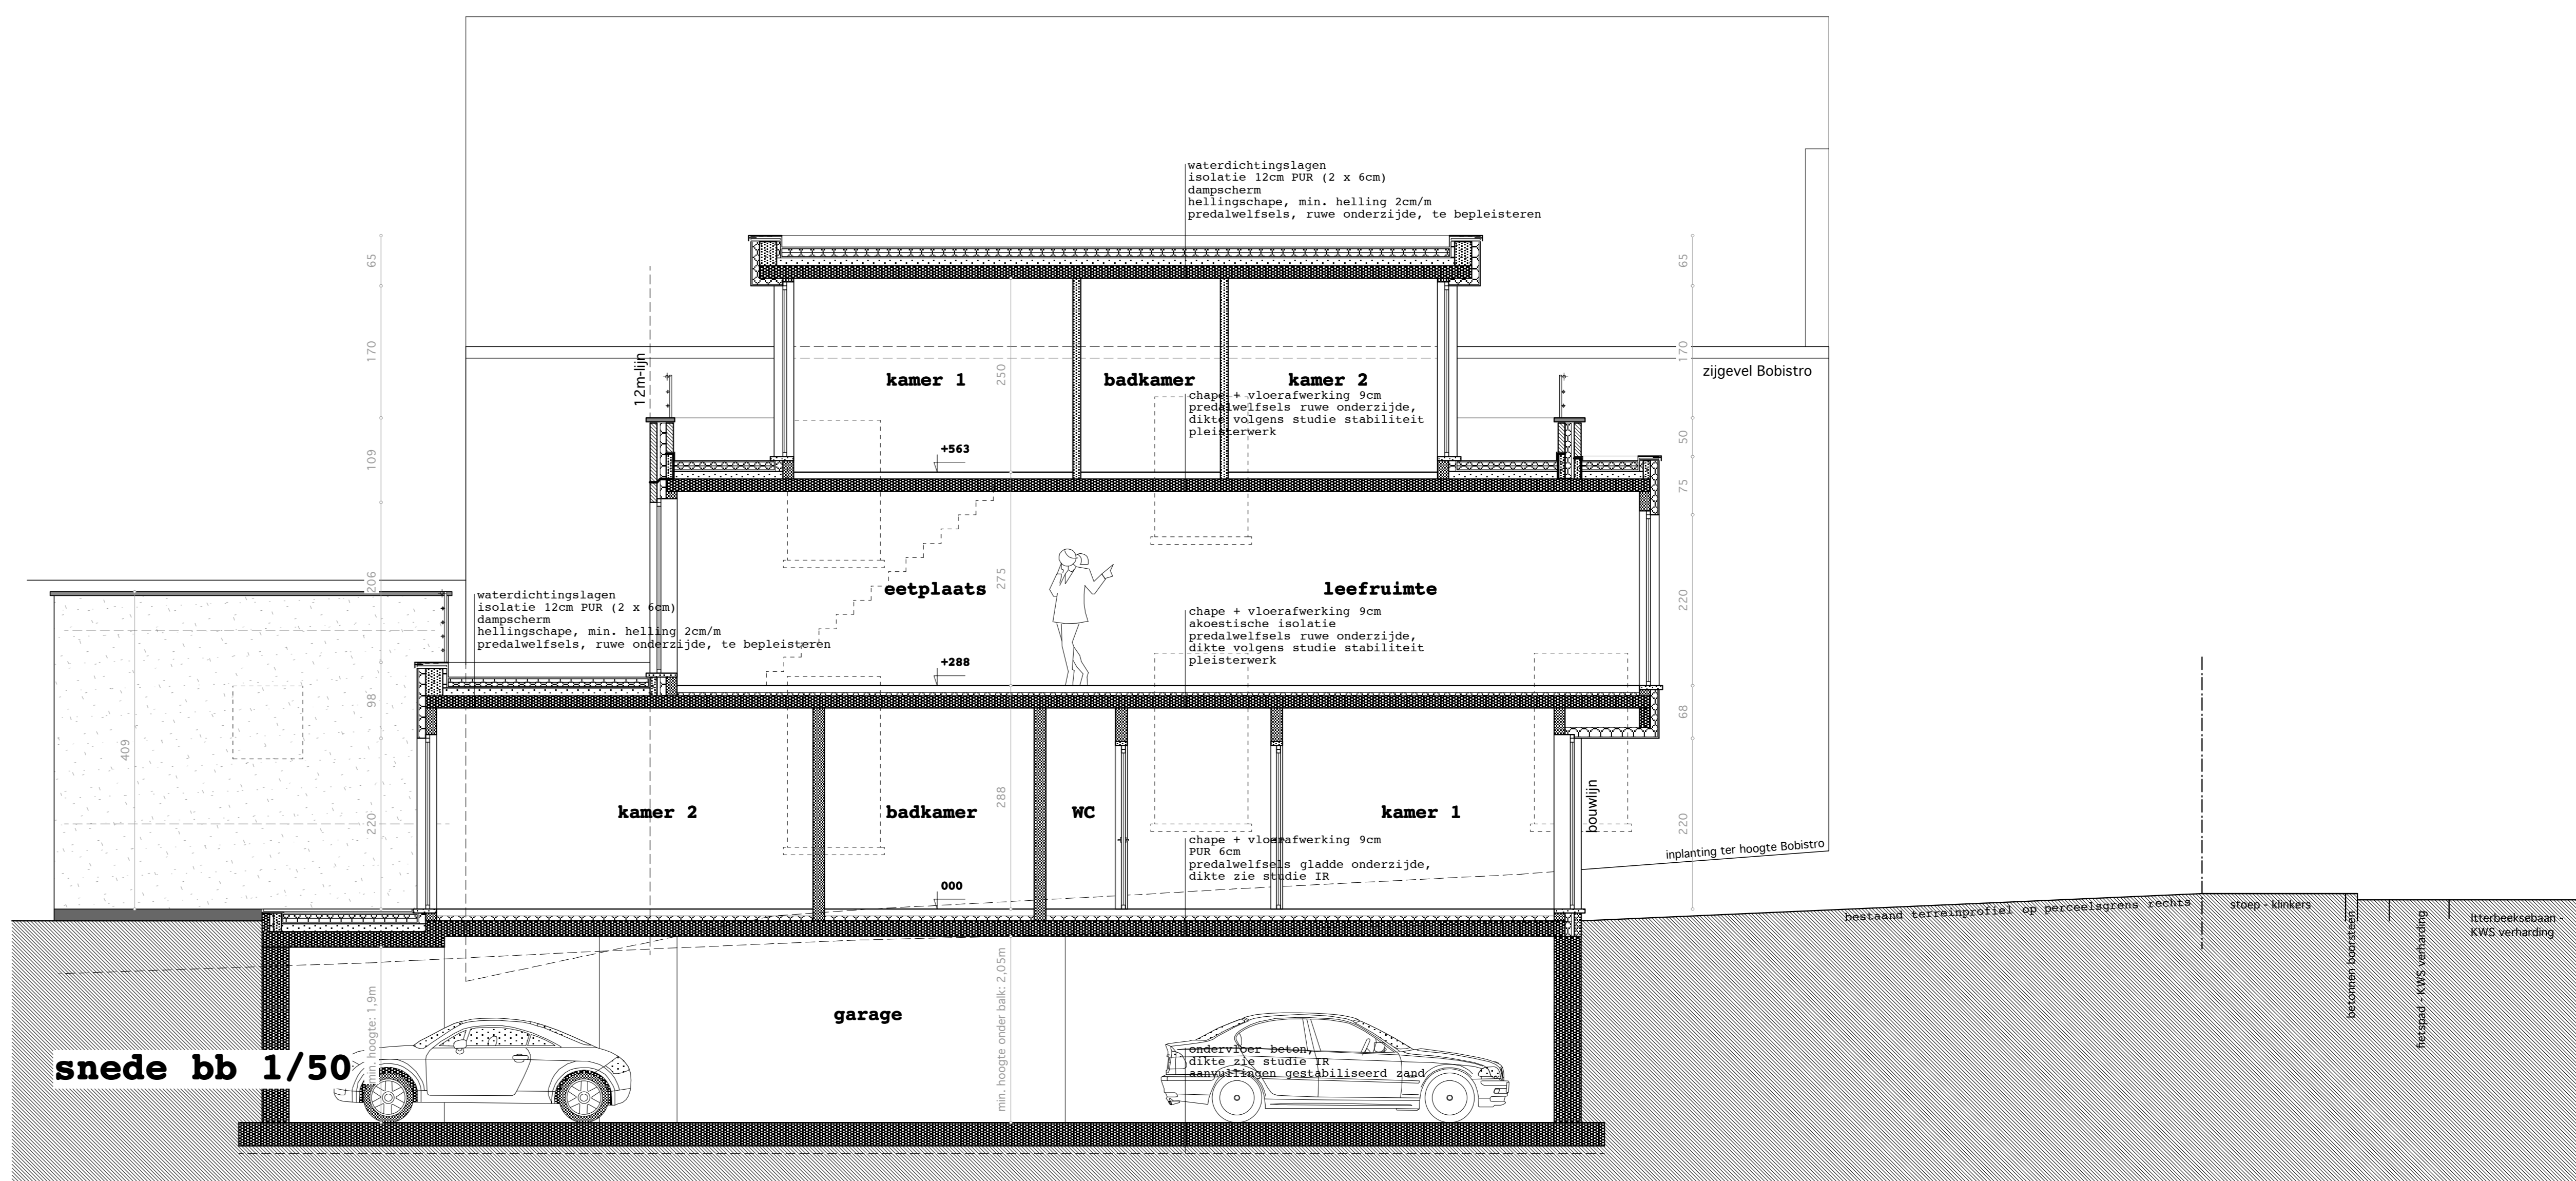 waterdichtingslagen
isolatie 12cm PUR (2 x 6cm)
dampscherm
hellingschape, min. helling 2cm/m
predalwelfsels, ruwe onderzijde, te bepleisteren
65
65
170
170
12m-lijn
zijgevel Bobistro
kamer 1
250
badkamer
kamer 2
chape + vloerafwerking 9cm
predalwelfsels ruwe onderzijde,
dikte volgens studie stabiliteit
pleisterwerk
109
50
+563
75
206
275
220
eetplaats
leefruimte
waterdichtingslagen
isolatie 12cm PUR (2 x 6cm)
dampscherm
hellingschape, min. helling 2cm/m
predalwelfsels, ruwe onderzijde, te bepleisteren
chape + vloerafwerking 9cm
akoestische isolatie
predalwelfsels ruwe onderzijde,
dikte volgens studie stabiliteit
pleisterwerk
+288
98
68
409
220
288
220
kamer 2
badkamer
WC
kamer 1
bouwlijn
chape + vloerafwerking 9cm
PUR 6cm
predalwelfsels gladde onderzijde,
dikte zie studie IR
inplanting ter hoogte Bobistro
000
bestaand terreinprofiel op perceelsgrens rechts
stoep - klinkers
betonnen boorsteen
fietspad - KWS verharding
Itterbeeksebaan -
KWS verharding
min. hoogte: 1,9m
min. hoogte onder balk: 2,05m
garage
ondervloer beton,
dikte zie studie IR
aanvullingen gestabiliseerd zand
snede bb 1/50